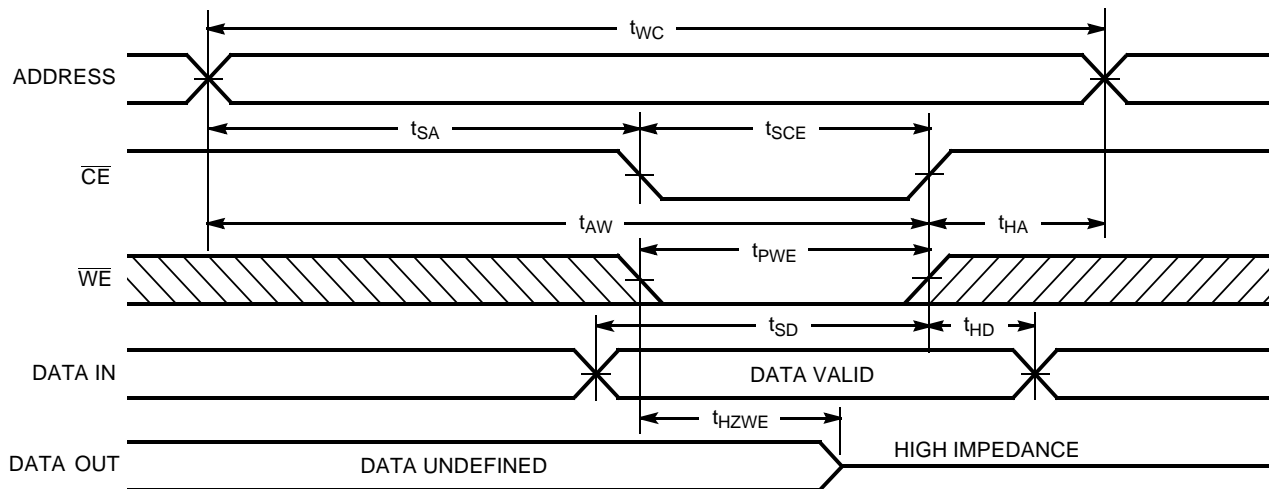 tWC
ADDRESS
tSA
tSCE
CE
tAW
tHA
tPWE
WE
tSD
tHD
DATA IN
DATA VALID
tHZWE
DATA OUT
DATA UNDEFINED
HIGH IMPEDANCE